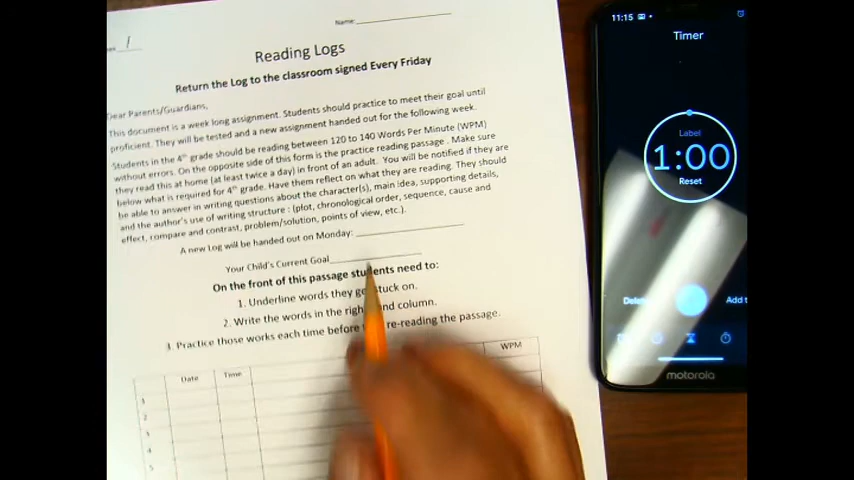 Name:
1
Reading Logs
Return the Log to the classroom signed Every Friday
Dear Parents/Guardians,
This document is a week long assignment. Students should practice to meet their goal until
proficient. They will be tested and a new assignment handed out for the following week.
Students in the 4th grade should be reading between 120 to 140 Words Per Minute (WPM)
without errors. On the opposite side of this form is the practice reading passage. Make sure
they read this at home (at least twice a day) in front of an adult. You will be notified if they are
below what is required for 4th grade. Have them reflect on what they are reading. They should
be able to answer in writing questions about the character(s), main idea, supporting details,
and the author's use of writing structure : (plot, chronological order, sequence, cause and
effect, compare and contrast, problem/solution, points of view, etc.).
A new Log will be handed out on Monday:
Your Child's Current Goal
On the front of this passage students need to:
1. Underline words they get stuck on.
2. Write the words in the right hand column.
3. Practice those works each time before re-reading the passage.
Date Time WPM
1
2
3
4
5
11:15
Timer
Label
1:00
Reset
Delete
Add
motorola